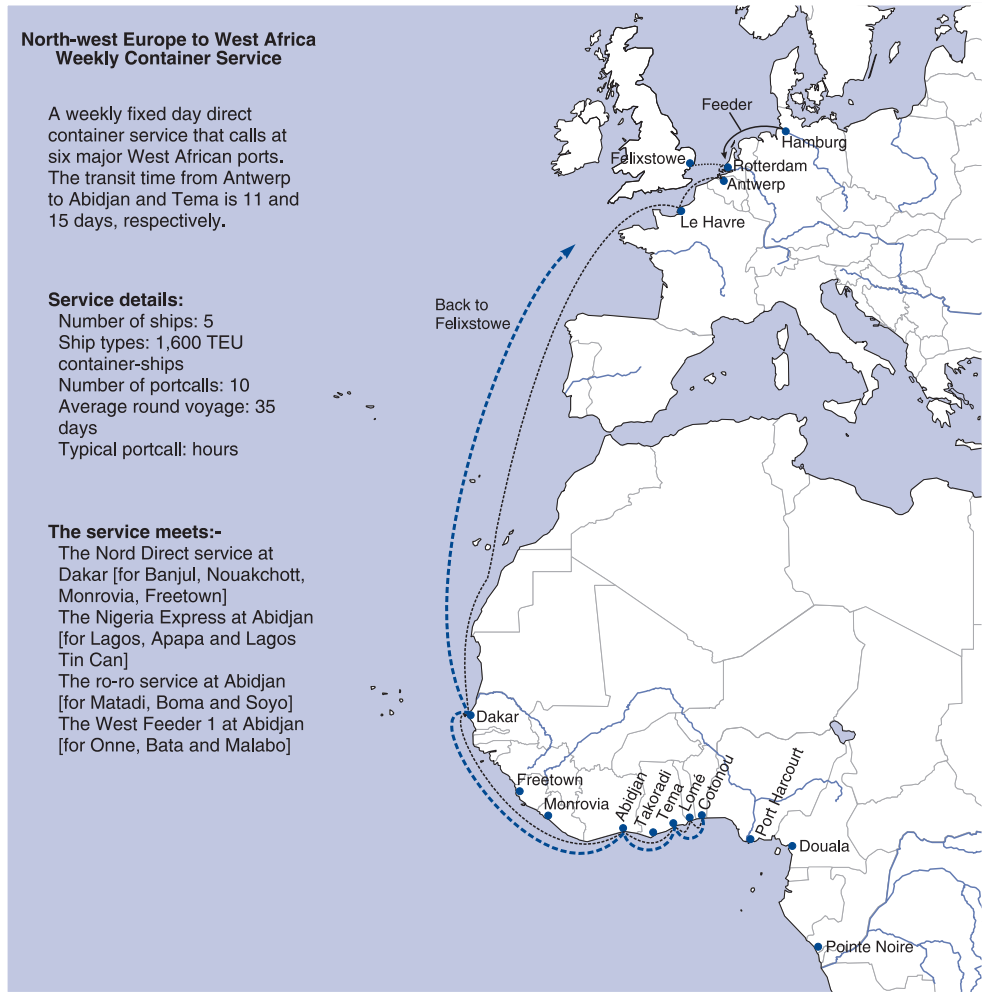 North-west Europe to West Africa
Weekly Container Service
A weekly fixed day direct
container service that calls at
six major West African ports.
The transit time from Antwerp
to Abidjan and Tema is 11 and
15 days, respectively.
Service details:
Number of ships: 5
Ship types: 1,600 TEU
container-ships
Number of portcalls: 10
Average round voyage: 35
days
Typical portcall: hours
The service meets:-
The Nord Direct service at
Dakar [for Banjul, Nouakchott,
Monrovia, Freetown]
The Nigeria Express at Abidjan
[for Lagos, Apapa and Lagos
Tin Can]
The ro-ro service at Abidjan
[for Matadi, Boma and Soyo]
The West Feeder 1 at Abidjan
[for Onne, Bata and Malabo]
Feeder
Hamburg
Felixstowe
Rotterdam
Antwerp
Le Havre
Back to
Felixstowe
Dakar
Freetown
Monrovia
Abidjan
Takoradi
Tema
Lomé
Cotonou
Port Harcourt
Douala
Pointe Noire